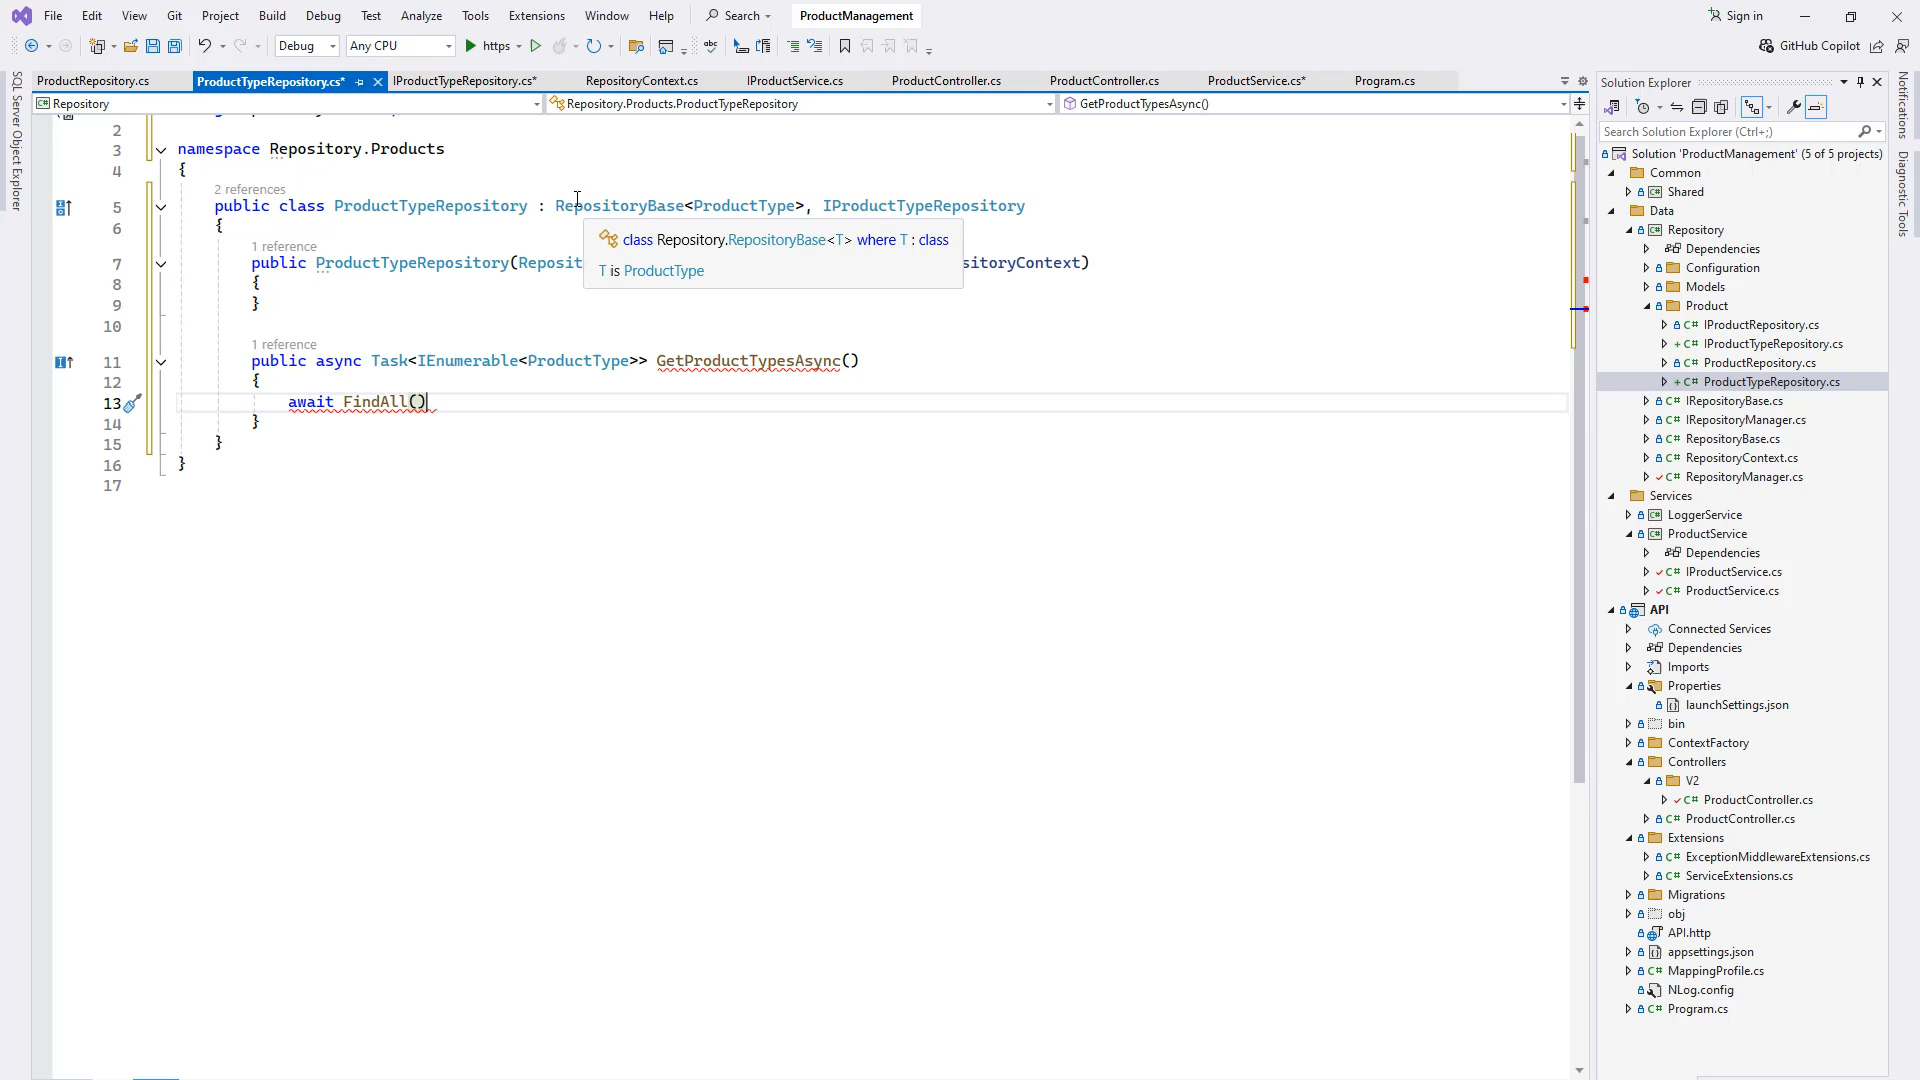 File Edit View Git Project Build Debug Test Analyze Tools Extensions Window Help Search ProductManagement Sign in
Debug Any CPU https GitHub Copilot
ProductRepository.cs ProductTypeRepository.cs* IProductTypeRepository.cs* RepositoryContext.cs IProductService.cs ProductController.cs ProductController.cs ProductService.cs* Program.cs
Repository Repository.Products.ProductTypeRepository GetProductTypesAsync()
SQL Server Object Explorer
2
3 namespace Repository.Products
4 {
2 references
5 public class ProductTypeRepository : RepositoryBase<ProductType>, IProductTypeRepository
6 {
class Repository.RepositoryBase<T> where T : class
T is ProductType
1 reference
7 public ProductTypeRepository(Reposit sitoryContext)
8 {
9 }
10
1 reference
11 public async Task<IEnumerable<ProductType>> GetProductTypesAsync()
12 {
13 await FindAll()
14 }
15 }
16 }
17
Solution Explorer
Search Solution Explorer (Ctrl+;)
Solution 'ProductManagement' (5 of 5 projects)
Common
Shared
Data
Repository
Dependencies
Configuration
Models
Product
IProductRepository.cs
IProductTypeRepository.cs
ProductRepository.cs
ProductTypeRepository.cs
IRepositoryBase.cs
IRepositoryManager.cs
RepositoryBase.cs
RepositoryContext.cs
RepositoryManager.cs
Services
LoggerService
ProductService
Dependencies
IProductService.cs
ProductService.cs
API
Connected Services
Dependencies
Imports
Properties
launchSettings.json
bin
ContextFactory
Controllers
V2
ProductController.cs
ProductController.cs
Extensions
ExceptionMiddlewareExtensions.cs
ServiceExtensions.cs
Migrations
obj
API.http
appsettings.json
MappingProfile.cs
NLog.config
Program.cs
Notifications
Diagnostic Tools